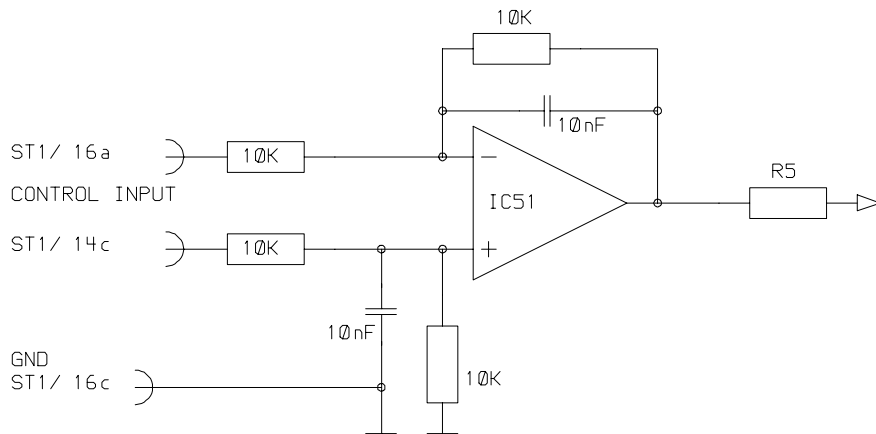 10K
10nF
ST1/ 16a
10K
CONTROL INPUT
IC51
R5
ST1/ 14c
10K
10nF
GND
ST1/ 16c
10K